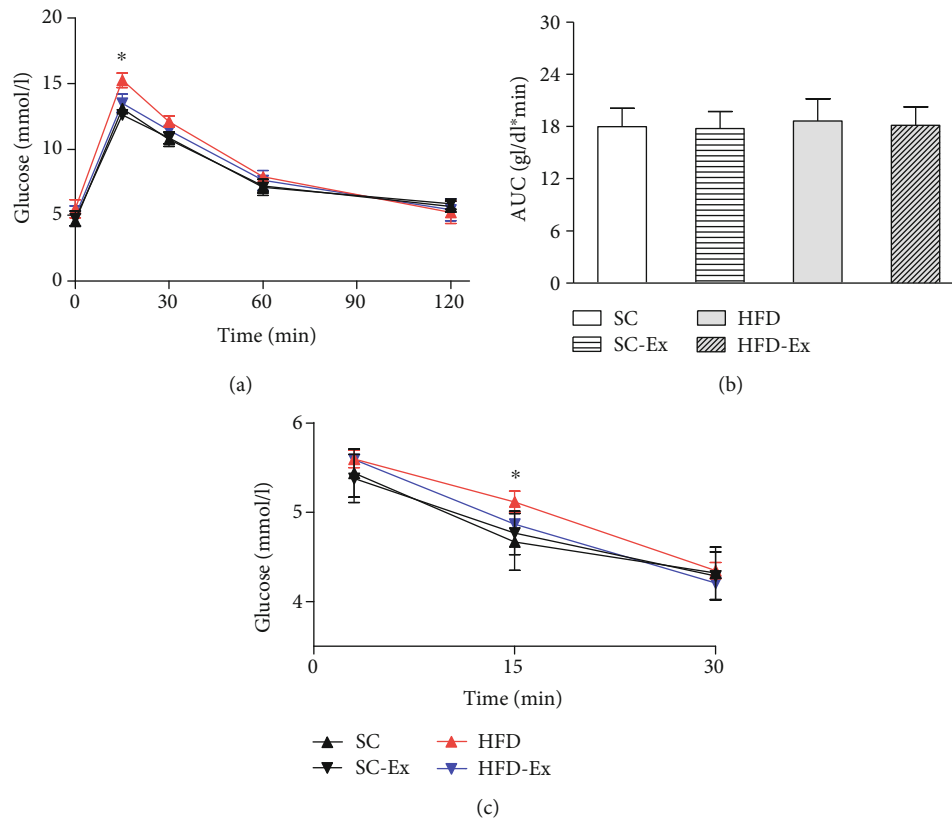 20
15
10
5
0
Glucose (mmol/l)
*
0 30 60 90 120
Time (min)
(a)
30
24
18
12
6
0
AUC (gl/dl*min)
SC HFD
SC-Ex HFD-Ex
(b)
6
5
4
Glucose (mmol/l)
*
0 15 30
Time (min)
SC HFD
SC-Ex HFD-Ex
(c)